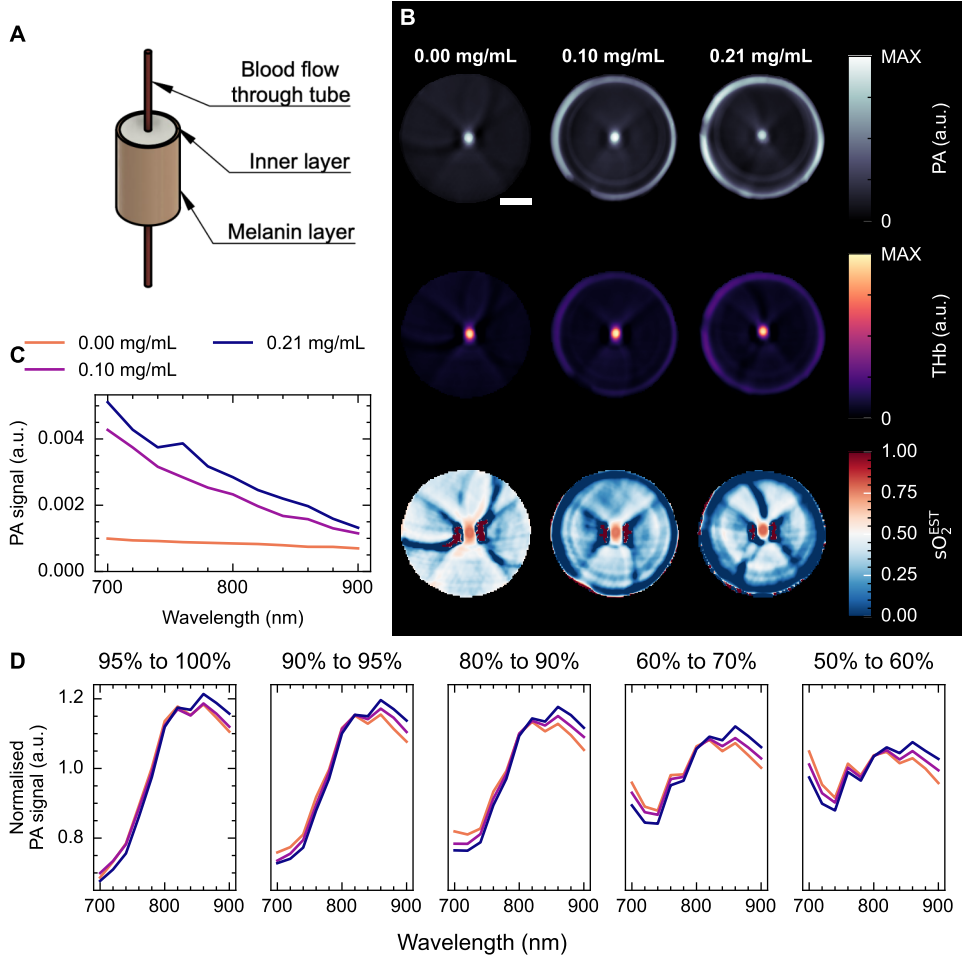 A
Blood flow
through tube
Inner layer
Melanin layer
B
0.00 mg/mL 0.10 mg/mL 0.21 mg/mL
MAX
PA (a.u.)
0
MAX
THb (a.u.)
0
1.00
0.75
0.50
0.25
0.00
sO₂ᴱˢᵀ
C
0.00 mg/mL 0.21 mg/mL
0.10 mg/mL
PA signal (a.u.)
0.004
0.002
0.000
700 800 900
Wavelength (nm)
D
95% to 100% 90% to 95% 80% to 90% 60% to 70% 50% to 60%
Normalised
PA signal (a.u.)
1.2
1.0
0.8
700 800 900 700 800 900 700 800 900 700 800 900 700 800 900
Wavelength (nm)